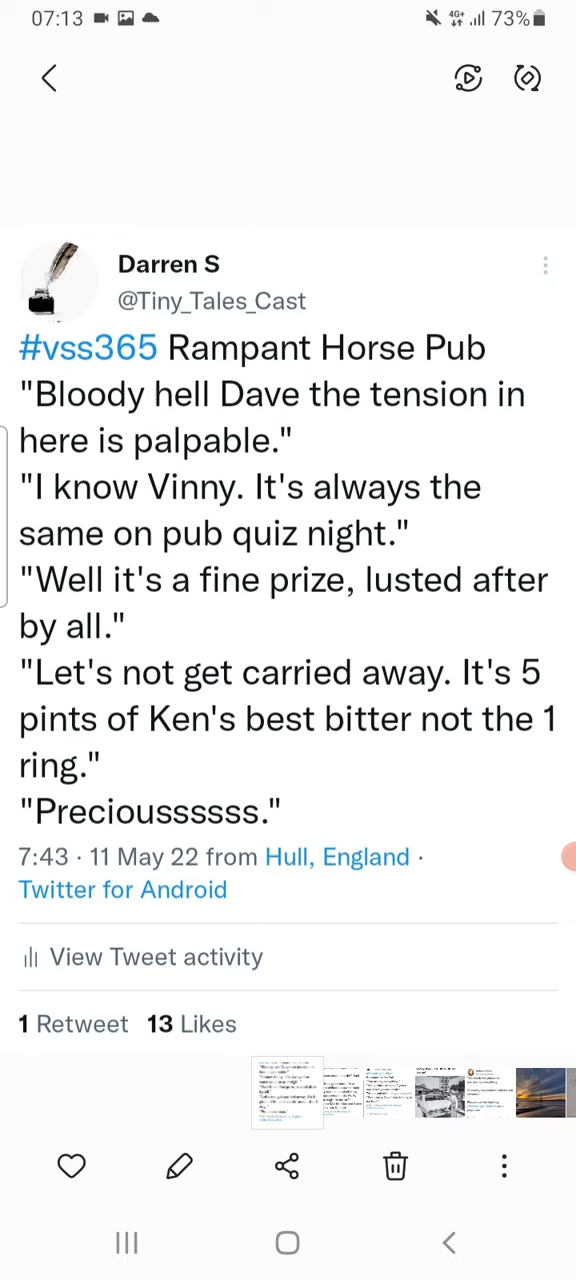 07:13
4G+ 73%
Darren S
@Tiny_Tales_Cast
#vss365 Rampant Horse Pub
"Bloody hell Dave the tension in
here is palpable."
"I know Vinny. It's always the
same on pub quiz night."
"Well it's a fine prize, lusted after
by all."
"Let's not get carried away. It's 5
pints of Ken's best bitter not the 1
ring."
"Preciousssssss."
7:43 · 11 May 22 from Hull, England ·
Twitter for Android
View Tweet activity
1 Retweet 13 Likes